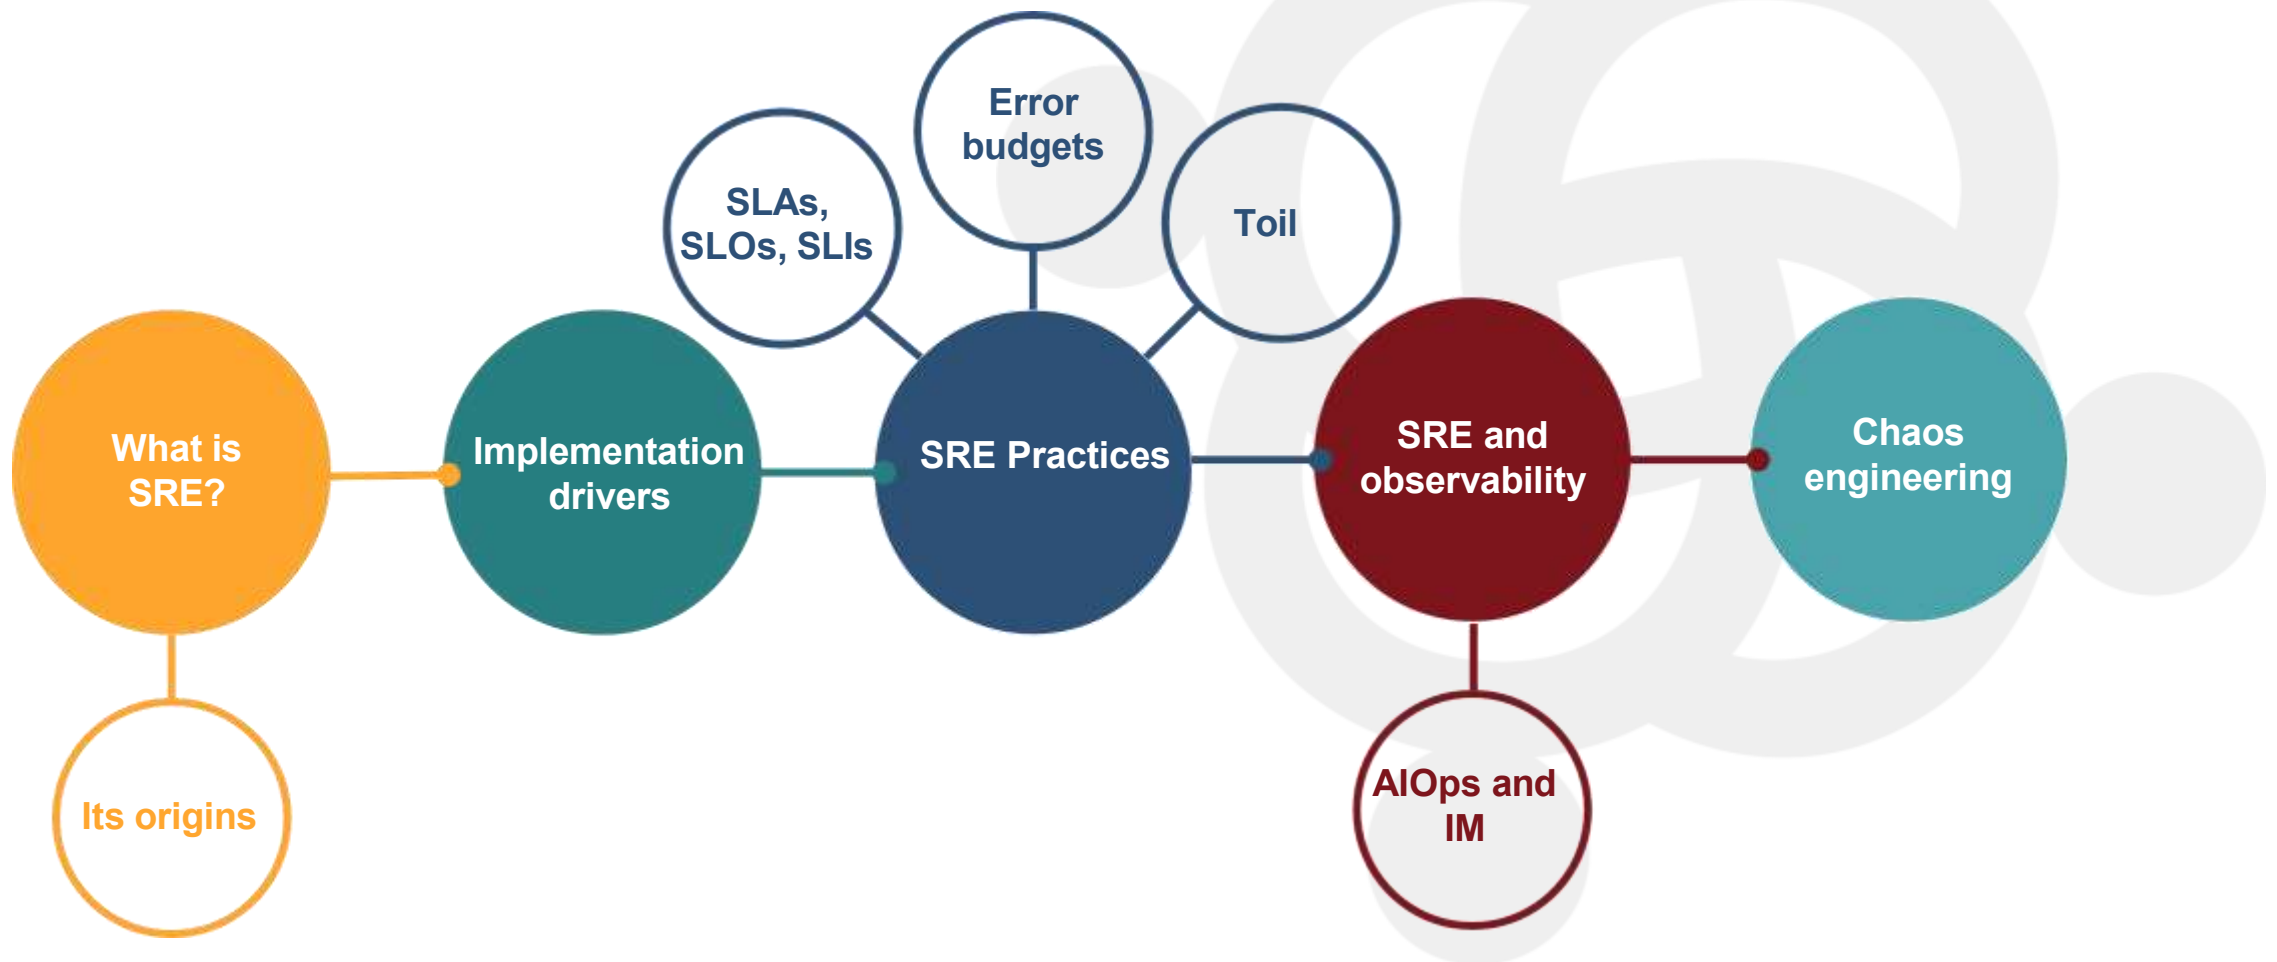 What is
SRE?
Its origins
Implementation
drivers
SRE Practices
SLAs,
SLOs, SLIs
Error
budgets
Toil
SRE and
observability
AIOps and
IM
Chaos
engineering